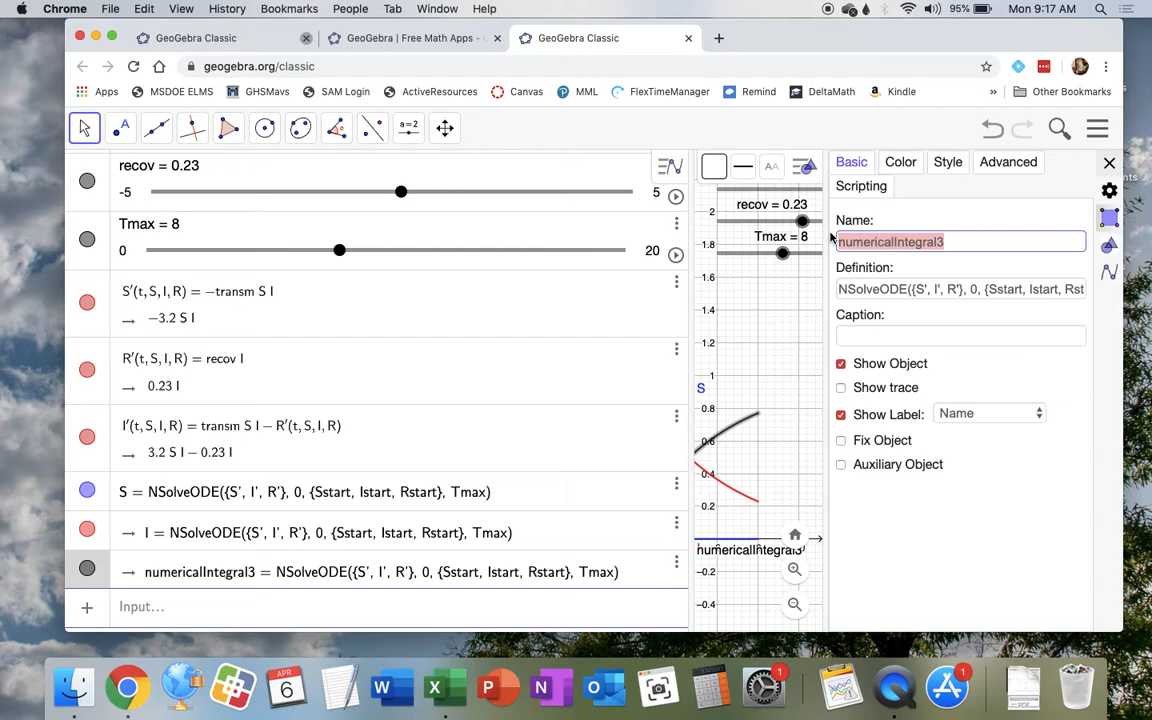 Chrome File Edit View History Bookmarks People Tab Window Help 95% Mon 9:17 AM
GeoGebra Classic GeoGebra | Free Math Apps - GeoGebra Classic
geogebra.org/classic
Apps MSDOE ELMS GHSMavs SAM Login ActiveResources Canvas MML FlexTimeManager Remind DeltaMath Kindle » Other Bookmarks
a=2
recov = 0.23
-5 5
Tmax = 8
0 20
S′(t, S, I, R) = −transm S I
→ −3.2 S I
R′(t, S, I, R) = recov I
→ 0.23 I
I′(t, S, I, R) = transm S I − R′(t, S, I, R)
→ 3.2 S I − 0.23 I
S = NSolveODE({S', I', R'}, 0, {Sstart, Istart, Rstart}, Tmax)
→ I = NSolveODE({S', I', R'}, 0, {Sstart, Istart, Rstart}, Tmax)
→ numericalIntegral3 = NSolveODE({S', I', R'}, 0, {Sstart, Istart, Rstart}, Tmax)
+ Input...
AA
recov = 0.23
Tmax = 8
2
1.8
1.6
1.4
1.2
1
S
0.8
0.6
0.4
0.2
numericalIntegral3
−0.2
−0.4
Basic Color Style Advanced
Scripting
Name:
numericalIntegral3
Definition:
NSolveODE({S', I', R'}, 0, {Sstart, Istart, Rst
Caption:
Show Object
Show trace
Show Label: Name
Fix Object
Auxiliary Object
APR
6
W X P N O 1 1